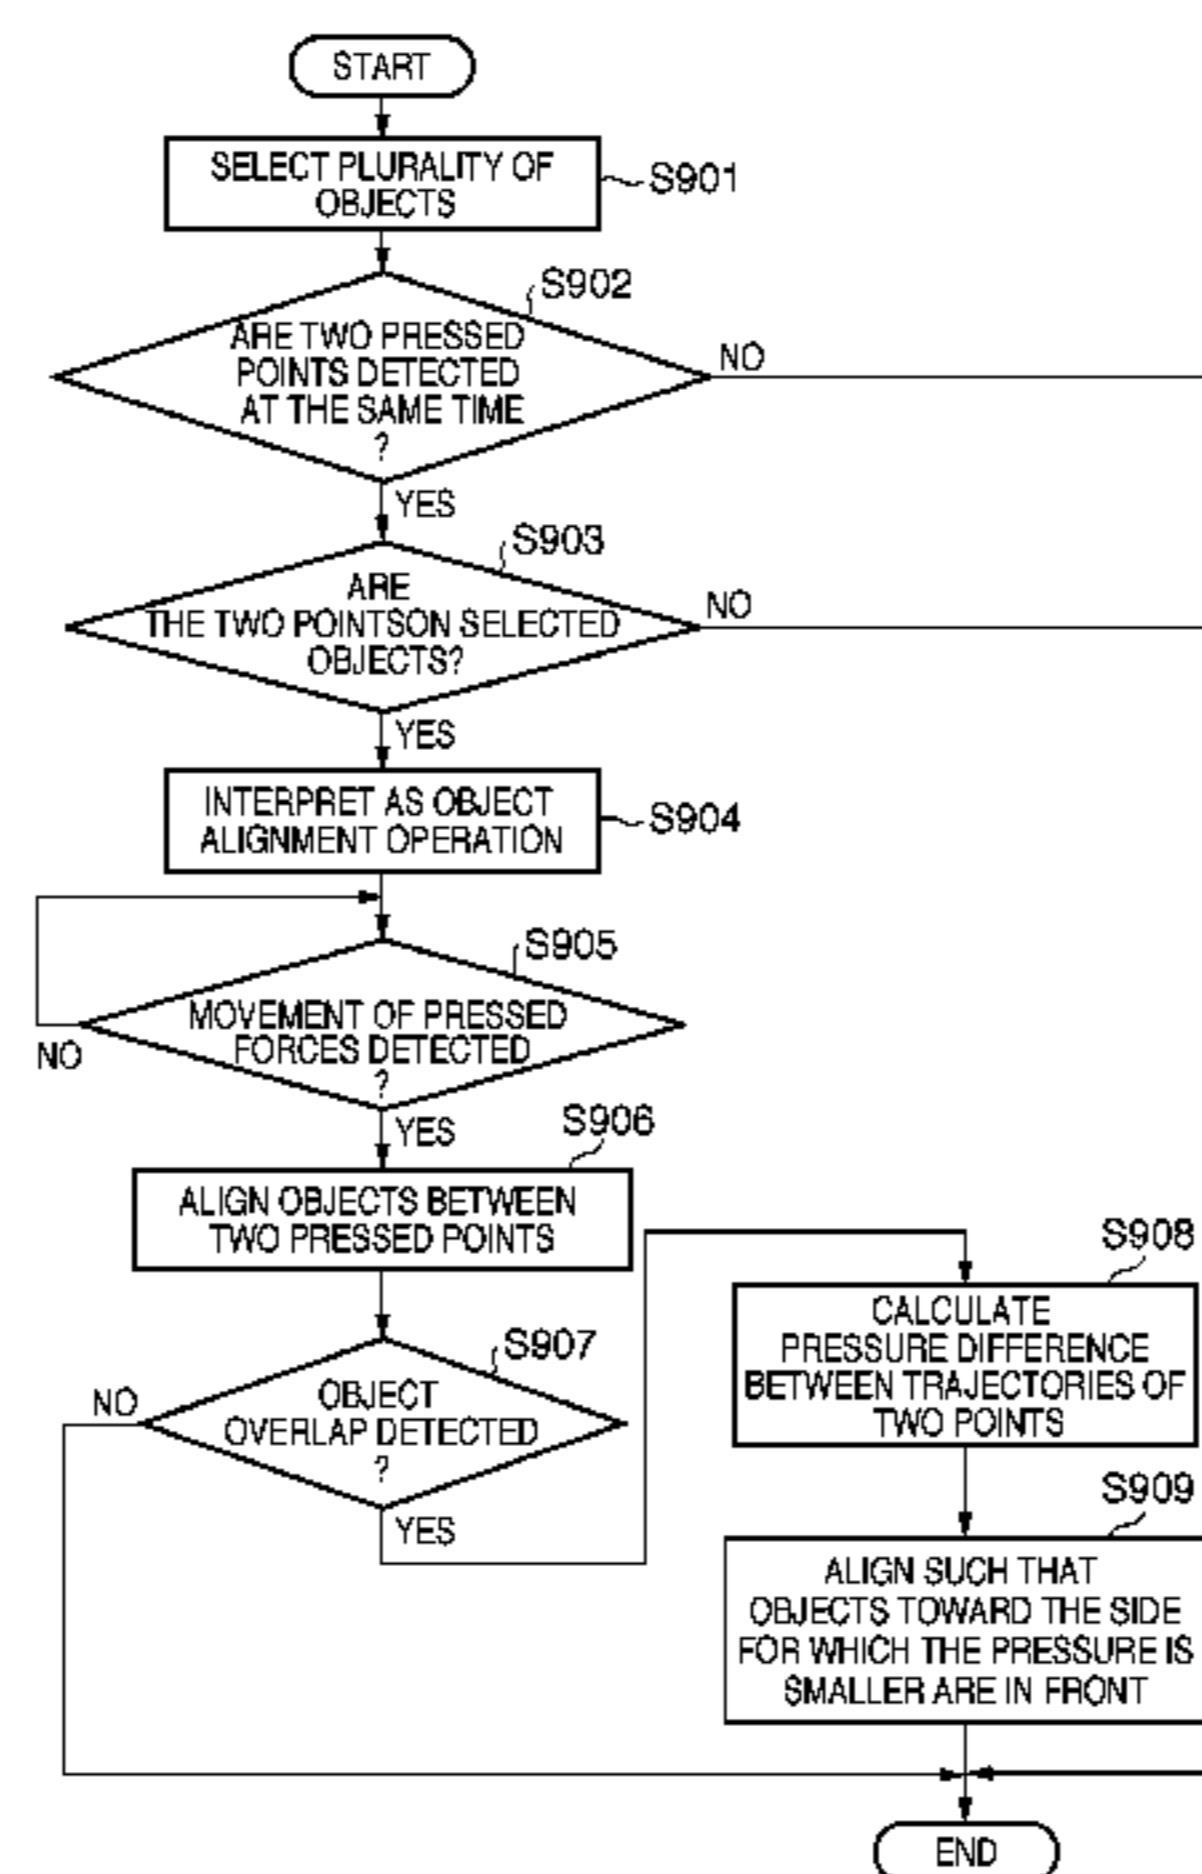 START
SELECT PLURALITY OF
OBJECTS
S901
S902
ARE TWO PRESSED
POINTS DETECTED
AT THE SAME TIME
?
NO
YES
S903
ARE
THE TWO POINTSON SELECTED
OBJECTS?
NO
YES
INTERPRET AS OBJECT
ALIGNMENT OPERATION
S904
S905
MOVEMENT OF PRESSED
FORCES DETECTED
?
NO
YES
S906
ALIGN OBJECTS BETWEEN
TWO PRESSED POINTS
S907
OBJECT
OVERLAP DETECTED
?
NO
YES
S908
CALCULATE
PRESSURE DIFFERENCE
BETWEEN TRAJECTORIES OF
TWO POINTS
S909
ALIGN SUCH THAT
OBJECTS TOWARD THE SIDE
FOR WHICH THE PRESSURE IS
SMALLER ARE IN FRONT
END